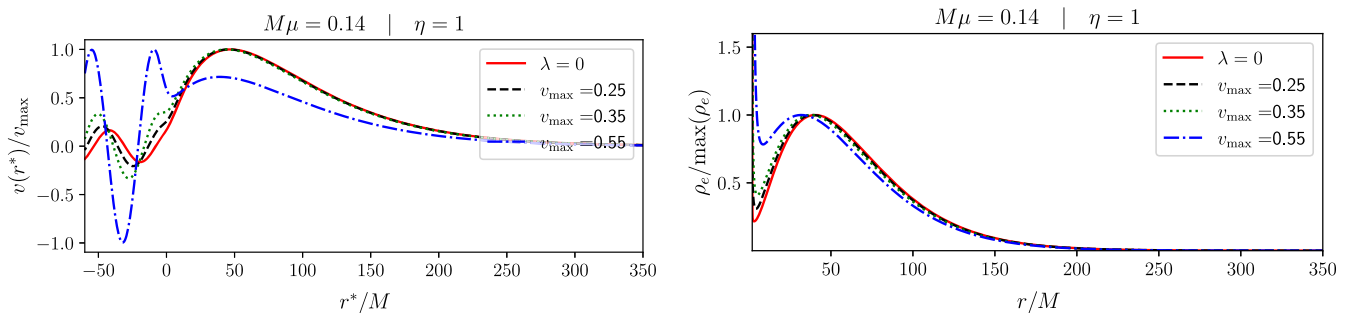 Mμ = 0.14 | η = 1
v(r*)/v_max
1.0
0.5
0.0
−0.5
−1.0
λ = 0
v_max =0.25
v_max =0.35
v_max =0.55
−50 0 50 100 150 200 250 300 350
r*/M
Mμ = 0.14 | η = 1
ρ_e/max(ρ_e)
1.5
1.0
0.5
λ = 0
v_max =0.25
v_max =0.35
v_max =0.55
50 100 150 200 250 300 350
r/M